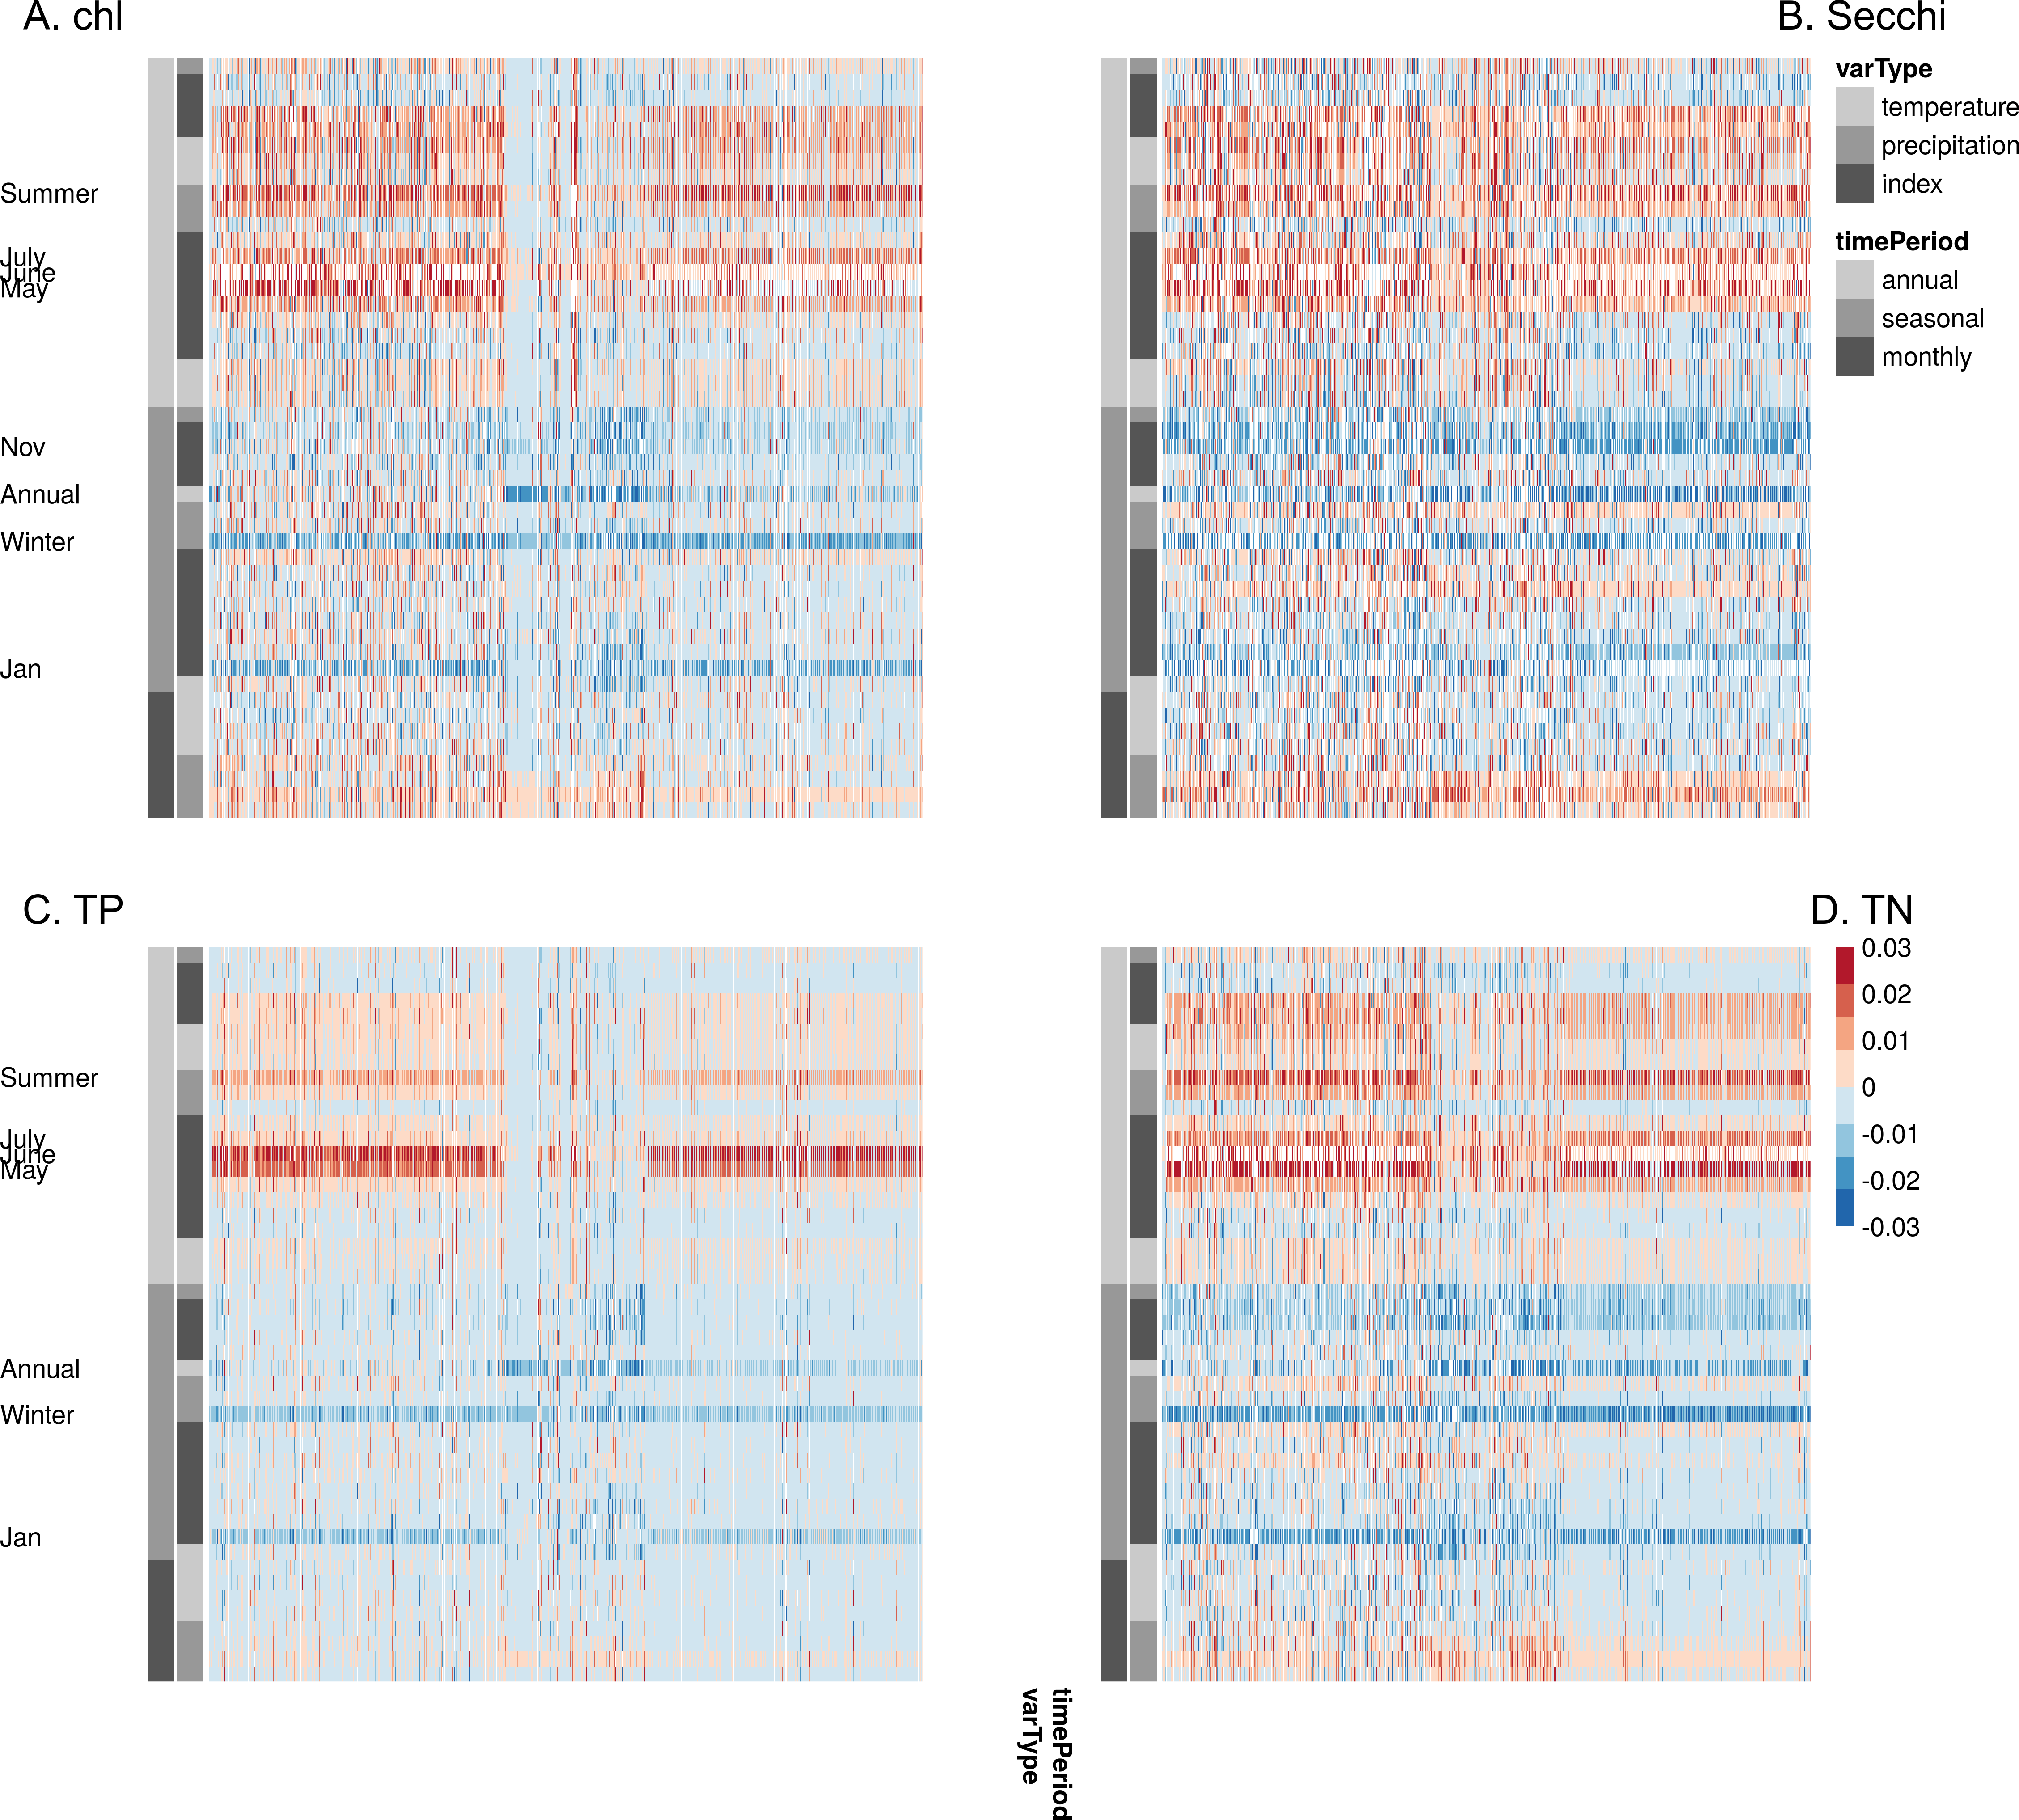 A. chl
B. Secchi
varType
temperature
precipitation
index
timePeriod
annual
seasonal
monthly
Summer
July
June
May
Nov
Annual
Winter
Jan
C. TP
D. TN
0.03
0.02
0.01
0
-0.01
-0.02
-0.03
Summer
July
June
May
Annual
Winter
Jan
timePeriod
varType